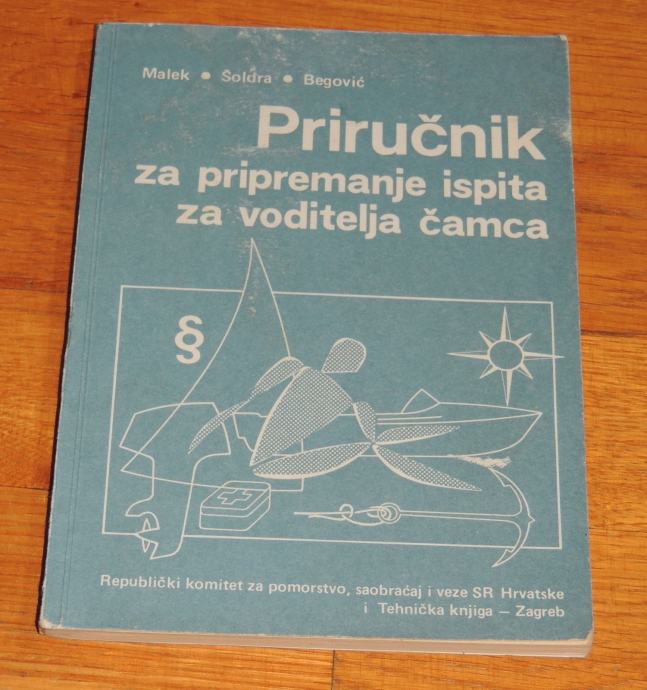 Malek • Šoldra • Begović
Priručnik
za pripremanje ispita
za voditelja čamca
§
Republički komitet za pomorstvo, saobraćaj i veze SR Hrvatske
i Tehnička knjiga – Zagreb